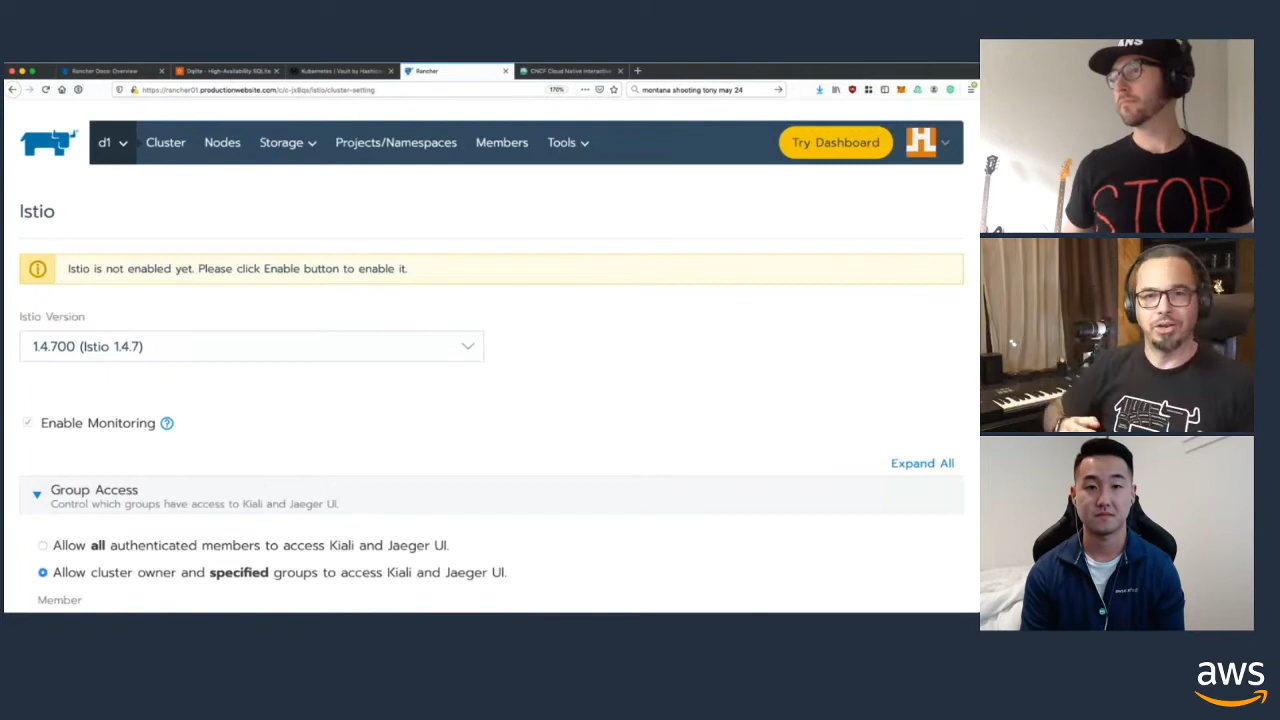 Rancher Docs: Overview
Dqlite - High-Availability SQLite
Kubernetes | Vault by Hashi
Rancher
CNCF Cloud Native Interactive
https://rancher01.productionwebsite.com/c/c-jx8qs/istio/cluster-setting
170%
montana shooting tony may 24
d1
Cluster
Nodes
Storage
Projects/Namespaces
Members
Tools
Try Dashboard
Istio
Istio is not enabled yet. Please click Enable button to enable it.
Istio Version
1.4.700 (Istio 1.4.7)
Enable Monitoring
Expand All
Group Access
Control which groups have access to Kiali and Jaeger UI.
Allow all authenticated members to access Kiali and Jaeger UI.
Allow cluster owner and specified groups to access Kiali and Jaeger UI.
Member
STOP
aws